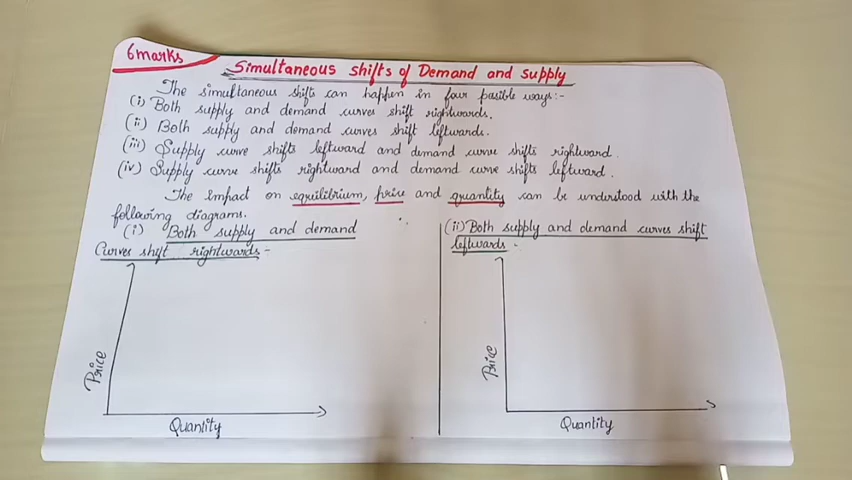 6marks
Simultaneous shifts of Demand and supply
The simultaneous shift can happen in four posible ways:-
(i) Both supply and demand curves shift rightwards.
(ii) Both supply and demand curves shift leftwards.
(iii) Supply curve shifts leftward and demand curve shifts rightward.
(iv) Supply curve shifts rightward and demand curve shifts leftward.
The impact on equilibrium, price and quantity can be understood with the
following diagrams.
(i) Both supply and demand
Curves shift rightwards-
Price
Quantity
(ii) Both supply and demand curves shift
leftwards-
Price
Quantity